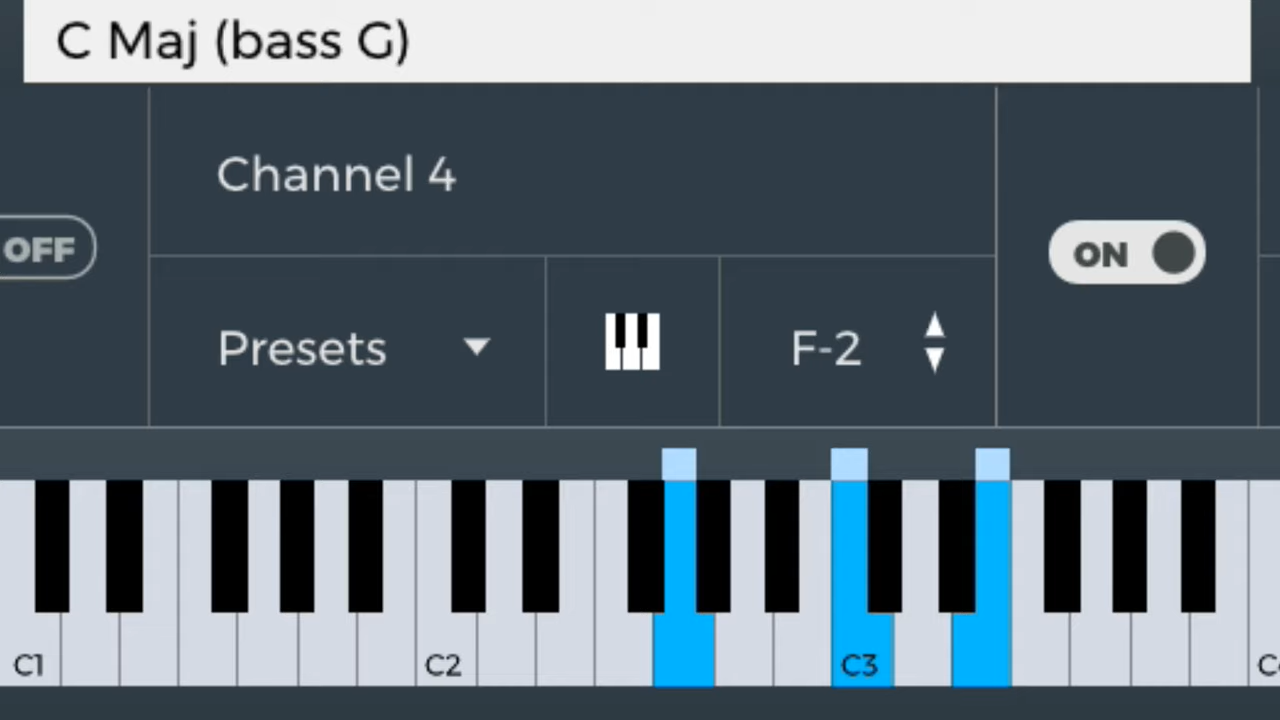 C Maj (bass G)
Channel 4
OFF
ON
Presets
F-2
C1
C2
C3